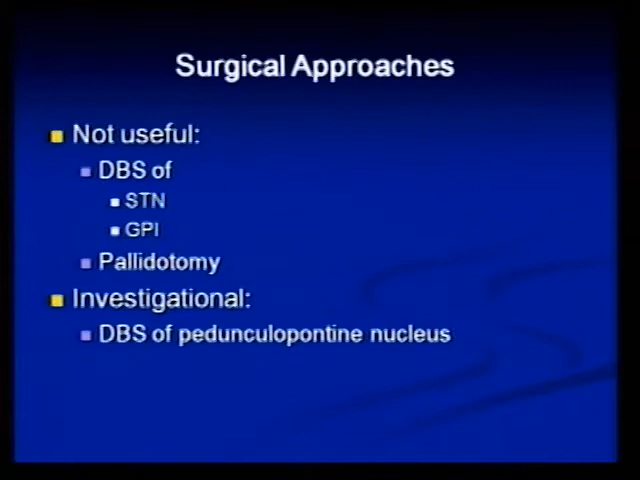 Surgical Approaches
Not useful:
DBS of
STN
GPI
Pallidotomy
Investigational:
DBS of pedunculopontine nucleus